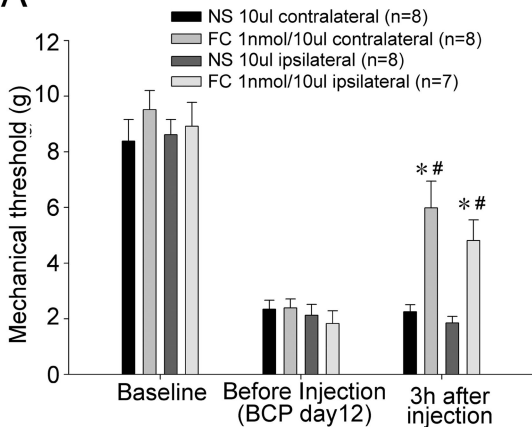 A
NS 10ul contralateral (n=8)
FC 1nmol/10ul contralateral (n=8)
NS 10ul ipsilateral (n=8)
FC 1nmol/10ul ipsilateral (n=7)
Mechanical threshold (g)
12
10
8
6
4
2
0
*#
*#
Baseline
Before Injection
(BCP day12)
3h after
injection